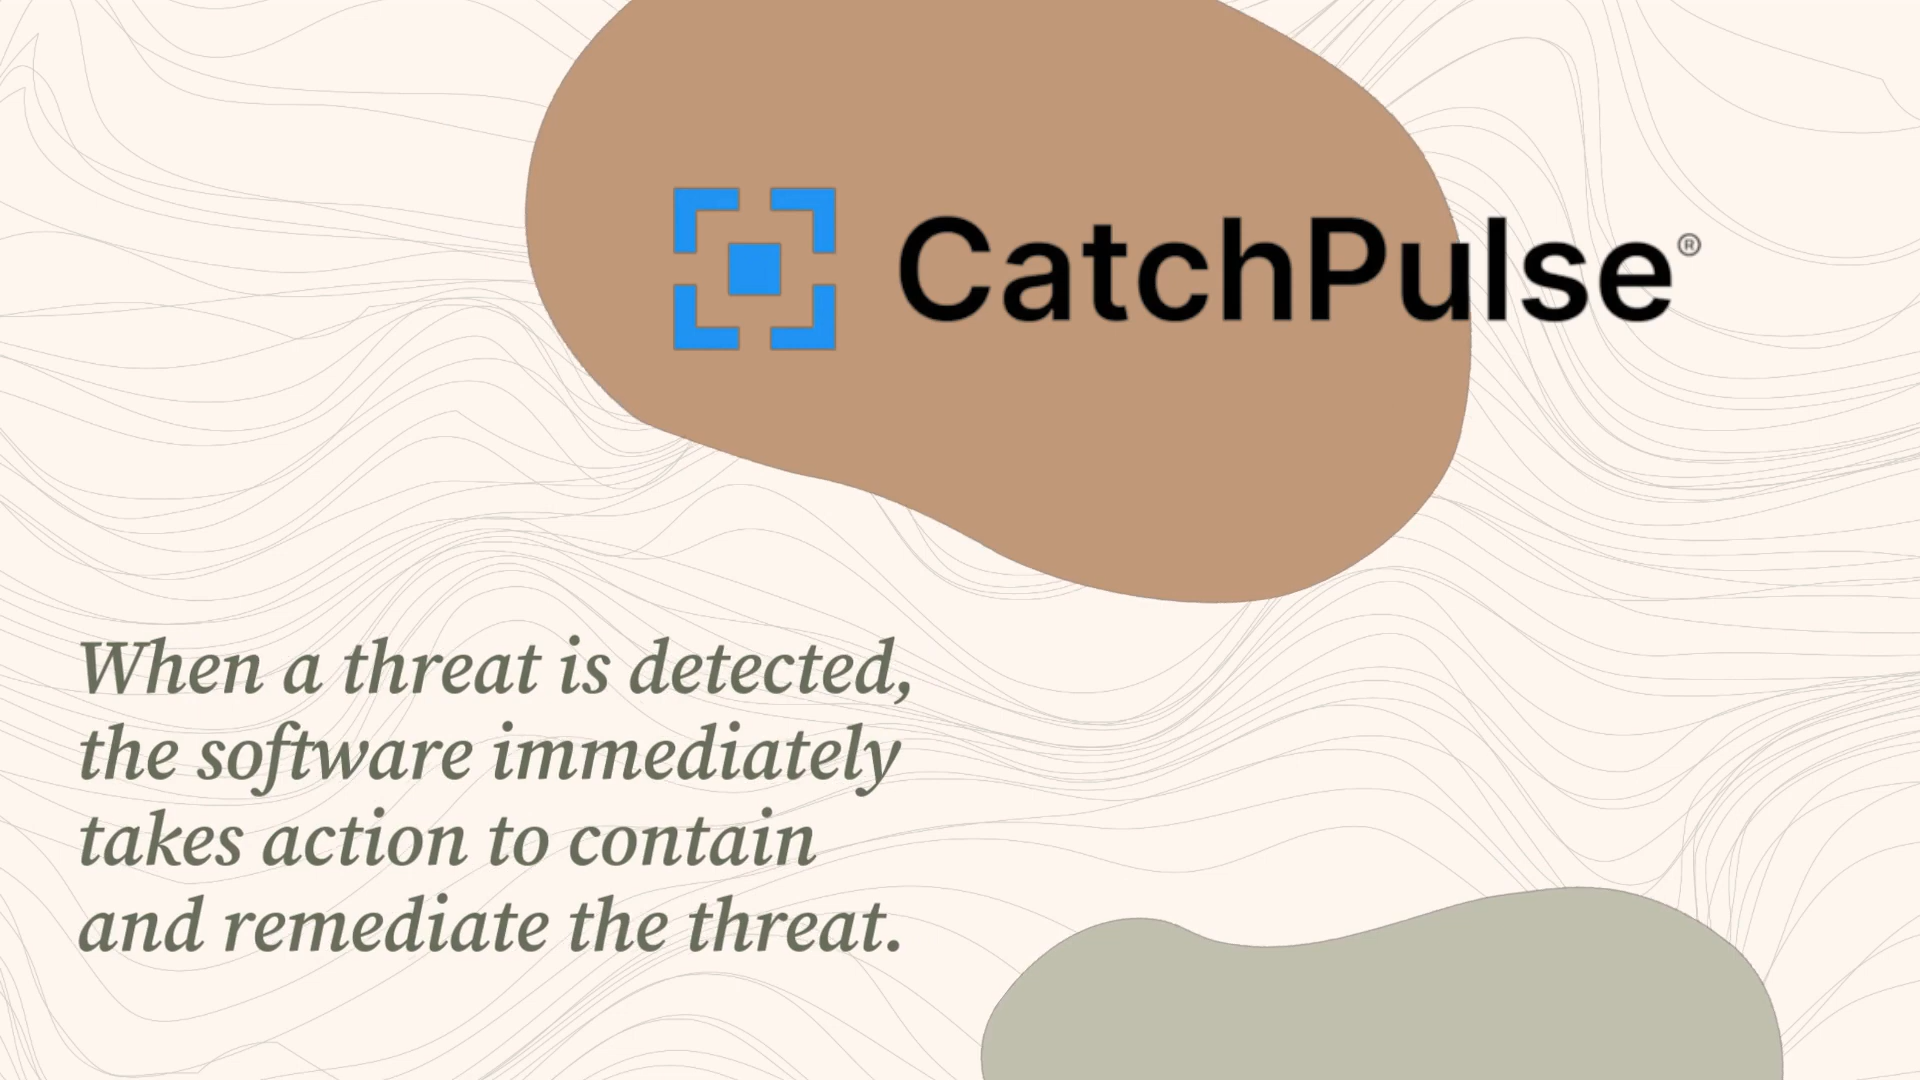 CatchPulse®
When a threat is detected,
the software immediately
takes action to contain
and remediate the threat.